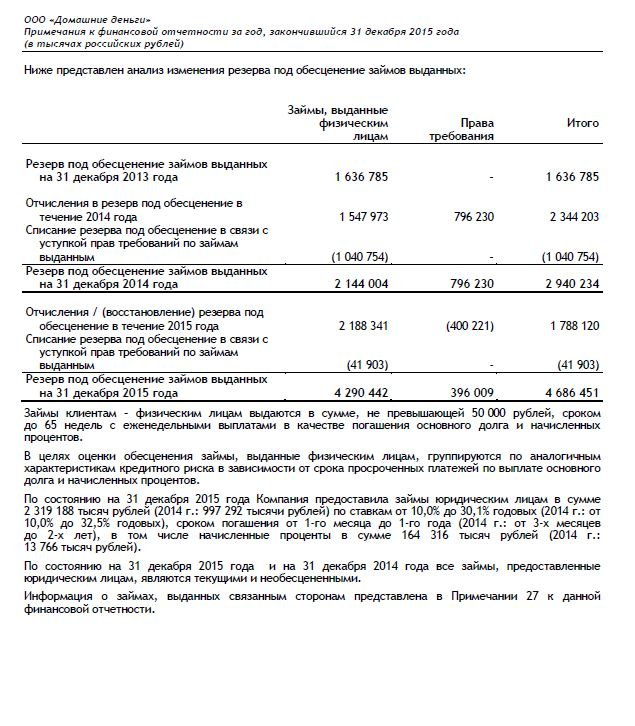 ООО «Домашние деньги»
Примечания к финансовой отчетности за год, закончившийся 31 декабря 2015 года
(в тысячах российских рублей)
Ниже представлен анализ изменения резерва под обесценение займов выданных:
Займы, выданные физическим лицам Права требования Итого
Резерв под обесценение займов выданных
на 31 декабря 2013 года 1 636 785 - 1 636 785
Отчисления в резерв под обесценение в
течение 2014 года 1 547 973 796 230 2 344 203
Списание резерва под обесценение в связи с
уступкой прав требований по займам
выданным (1 040 754) - (1 040 754)
Резерв под обесценение займов выданных
на 31 декабря 2014 года 2 144 004 796 230 2 940 234
Отчисления / (восстановление) резерва под
обесценение в течение 2015 года 2 188 341 (400 221) 1 788 120
Списание резерва под обесценение в связи с
уступкой прав требований по займам
выданным (41 903) - (41 903)
Резерв под обесценение займов выданных
на 31 декабря 2015 года 4 290 442 396 009 4 686 451
Займы клиентам – физическим лицам выдаются в сумме, не превышающей 50 000 рублей, сроком
до 65 недель с еженедельными выплатами в качестве погашения основного долга и начисленных
процентов.
В целях оценки обесценения займы, выданные физическим лицам, группируются по аналогичным
характеристикам кредитного риска в зависимости от срока просроченных платежей по выплате основного
долга и начисленных процентов.
По состоянию на 31 декабря 2015 года Компания предоставила займы юридическим лицам в сумме
2 319 188 тысяч рублей (2014 г.: 997 292 тысячи рублей) по ставкам от 10,0% до 30,1% годовых (2014 г.: от
10,0% до 32,5% годовых), сроком погашения от 1-го месяца до 1-го года (2014 г.: от 3-х месяцев
до 2-х лет), в том числе начисленные проценты в сумме 164 316 тысяч рублей (2014 г.:
13 766 тысяч рублей).
По состоянию на 31 декабря 2015 года и на 31 декабря 2014 года все займы, предоставленные
юридическим лицам, являются текущими и необесцененными.
Информация о займах, выданных связанным сторонам представлена в Примечании 27 к данной
финансовой отчетности.